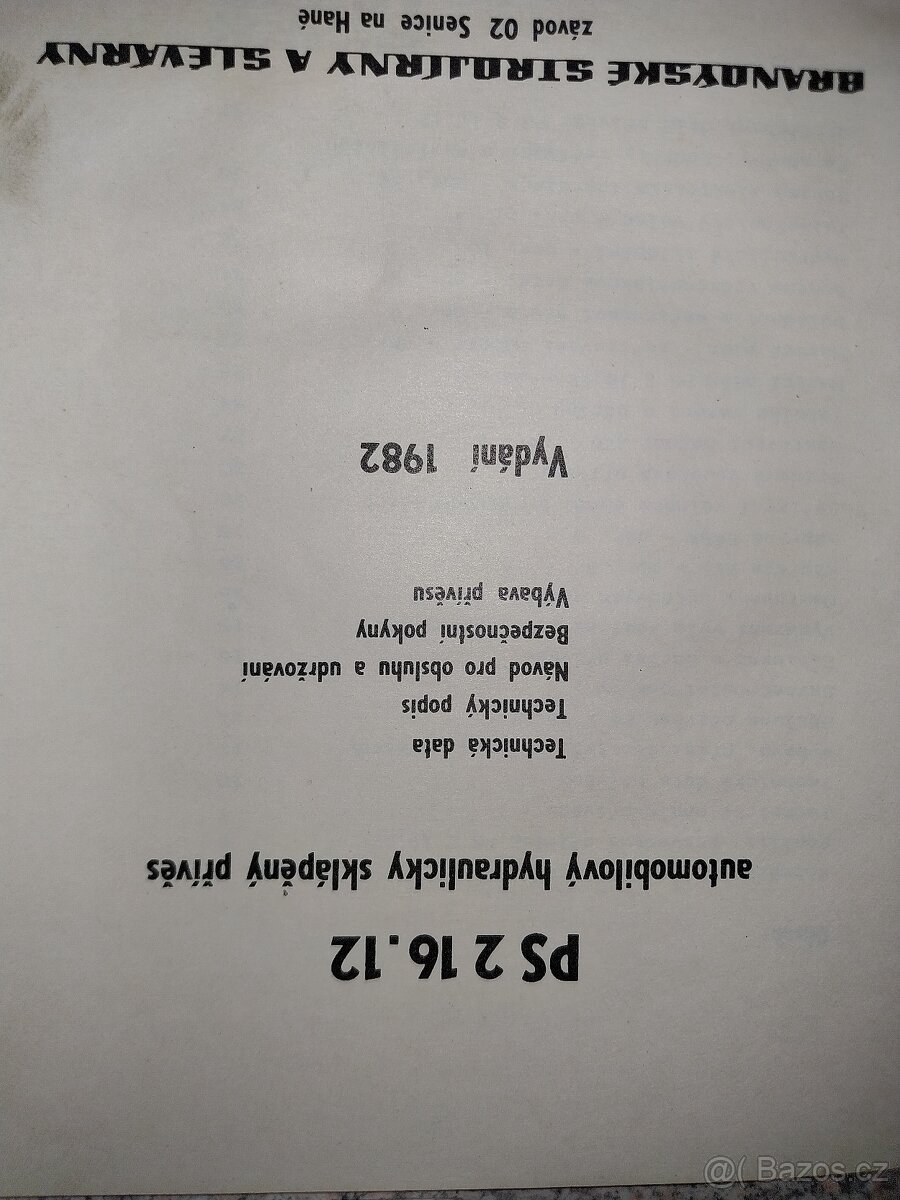 PS 2 16.12
automobilový hydraulicky sklápěný přívěs
Technická data
Technický popis
Návod pro obsluhu a udržování
Bezpečnostní pokyny
Výbava přívěsu
Vydání 1982
BRANDÝSKÉ STROJÍRNY A SLÉVÁRNY
závod 02 Senice na Hané
@( Bazos.cz